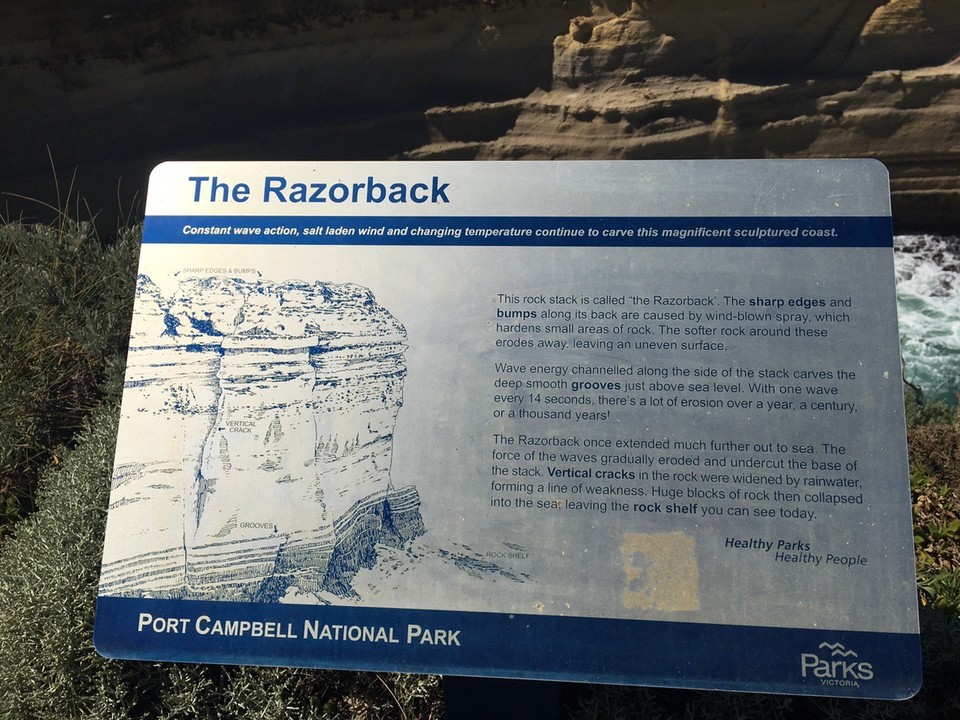 The Razorback
Constant wave action, salt laden wind and changing temperature continue to carve this magnificent sculptured coast.
SHARP EDGES & BUMPS
This rock stack is called 'the Razorback'. The sharp edges and
bumps along its back are caused by wind-blown spray, which
hardens small areas of rock. The softer rock around these
erodes away, leaving an uneven surface.
Wave energy channelled along the side of the stack carves the
deep smooth grooves just above sea level. With one wave
every 14 seconds, there's a lot of erosion over a year, a century,
or a thousand years!
VERTICAL
CRACK
The Razorback once extended much further out to sea. The
force of the waves gradually eroded and undercut the base of
the stack. Vertical cracks in the rock were widened by rainwater,
forming a line of weakness. Huge blocks of rock then collapsed
into the sea, leaving the rock shelf you can see today.
GROOVES
ROCK SHELF
Healthy Parks
Healthy People
PORT CAMPBELL NATIONAL PARK
Parks
VICTORIA